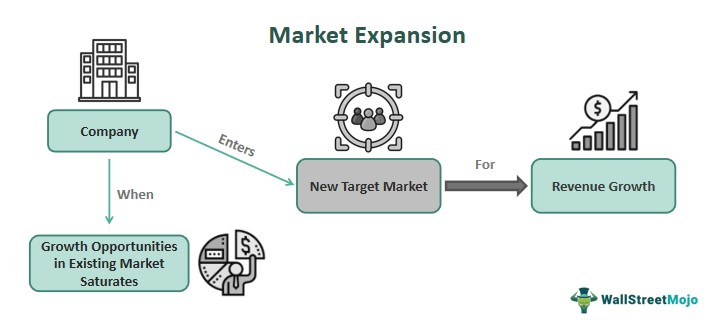 Market Expansion
Company
Enters
New Target Market
For
Revenue Growth
When
Growth Opportunities
in Existing Market
Saturates
$
$
WallStreetMojo